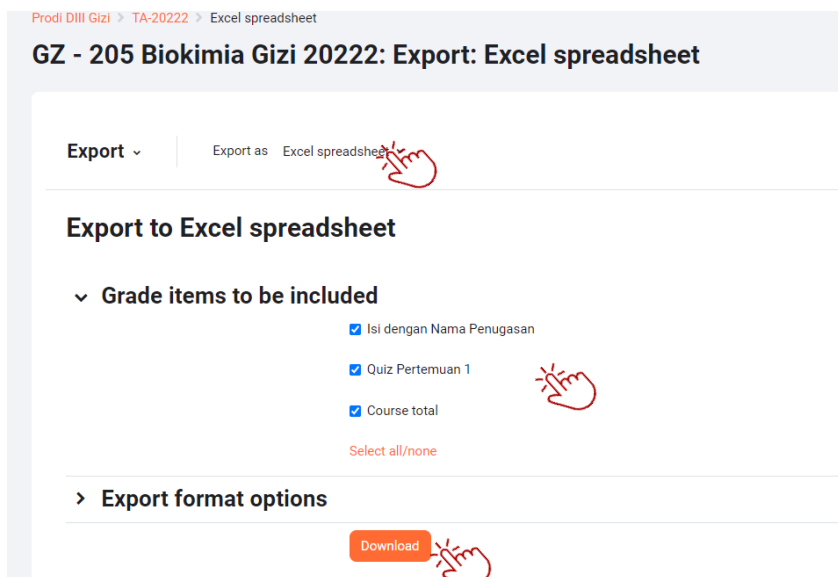 Prodi DIII Gizi > TA-20222 > Excel spreadsheet
GZ - 205 Biokimia Gizi 20222: Export: Excel spreadsheet
Export
Export as Excel spreadsheet
Export to Excel spreadsheet
Grade items to be included
Isi dengan Nama Penugasan
Quiz Pertemuan 1
Course total
Select all/none
Export format options
Download